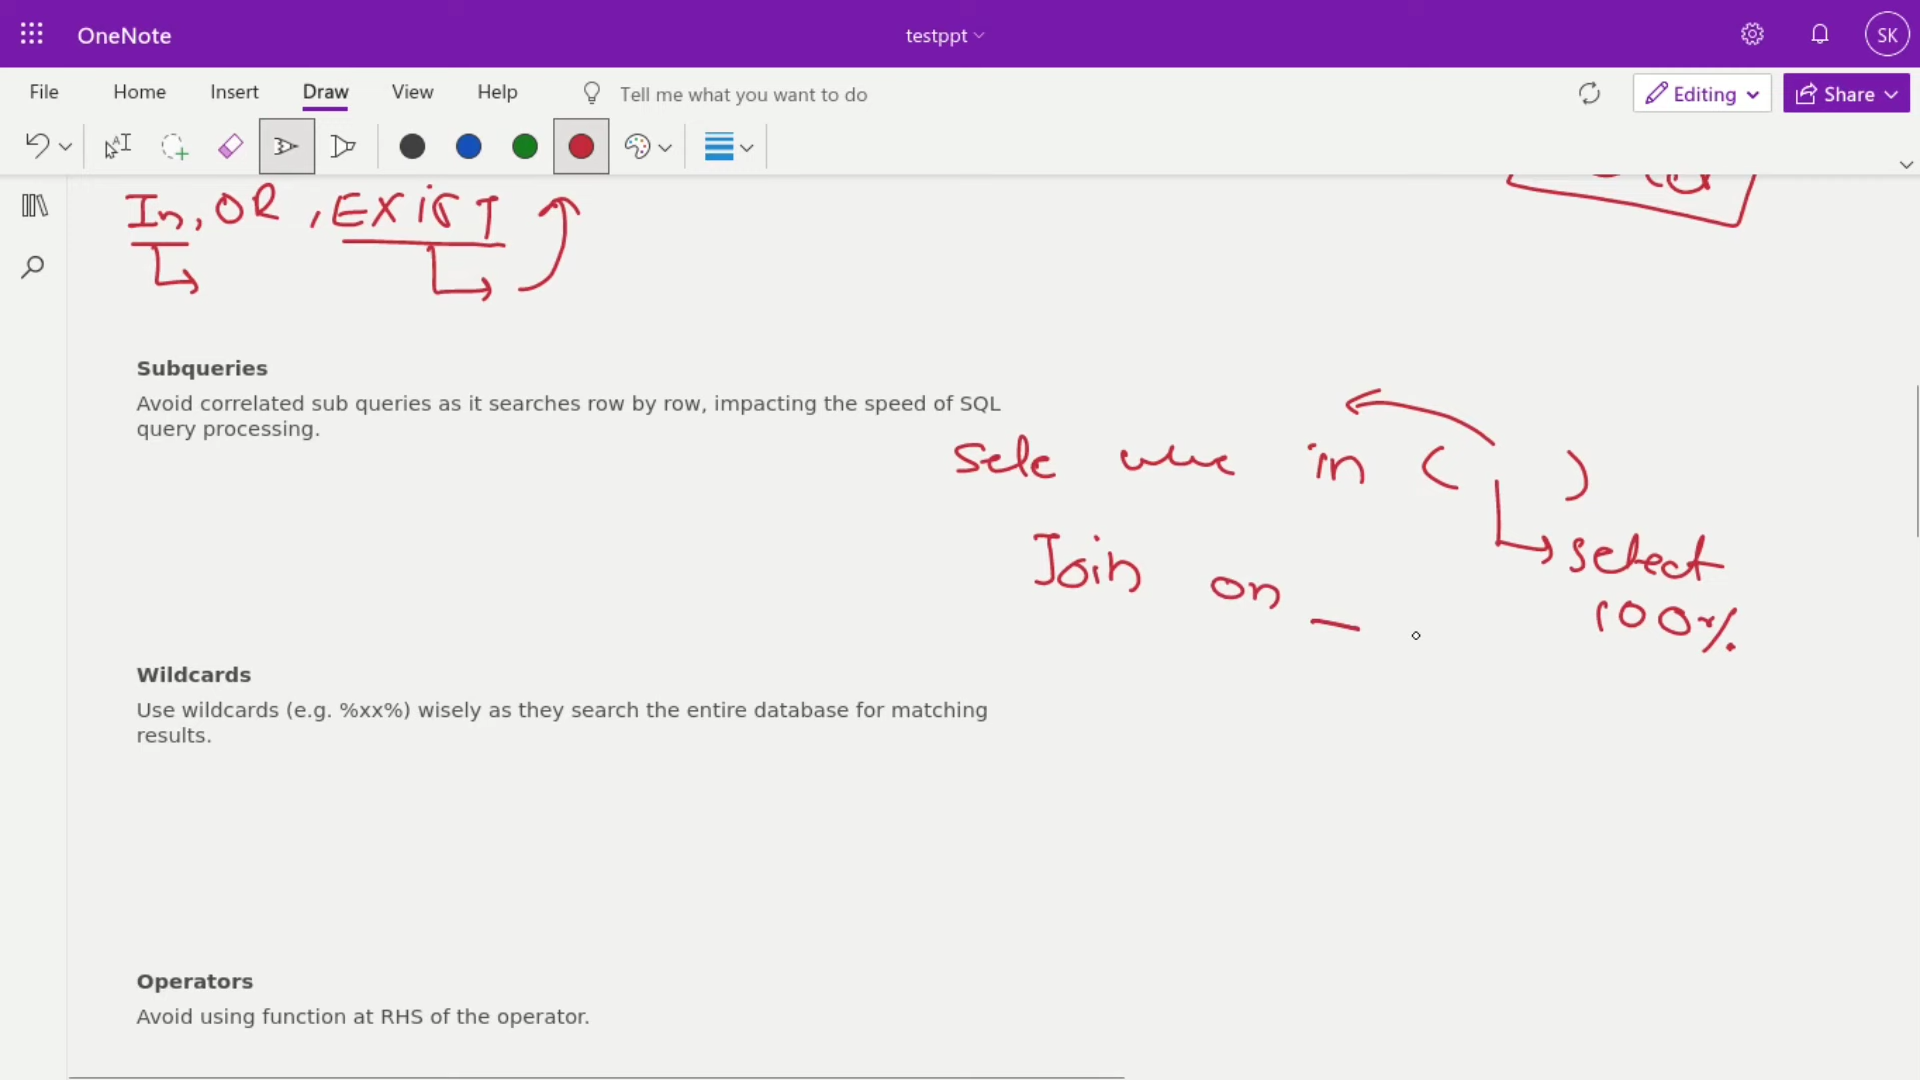 OneNote
testppt
SK
File Home Insert Draw View Help Tell me what you want to do
Editing
Share
In, OR, EXIST
Subqueries
Avoid correlated sub queries as it searches row by row, impacting the speed of SQL
query processing.
Sele in ( )
select
Join on _
100%
Wildcards
Use wildcards (e.g. %xx%) wisely as they search the entire database for matching
results.
Operators
Avoid using function at RHS of the operator.